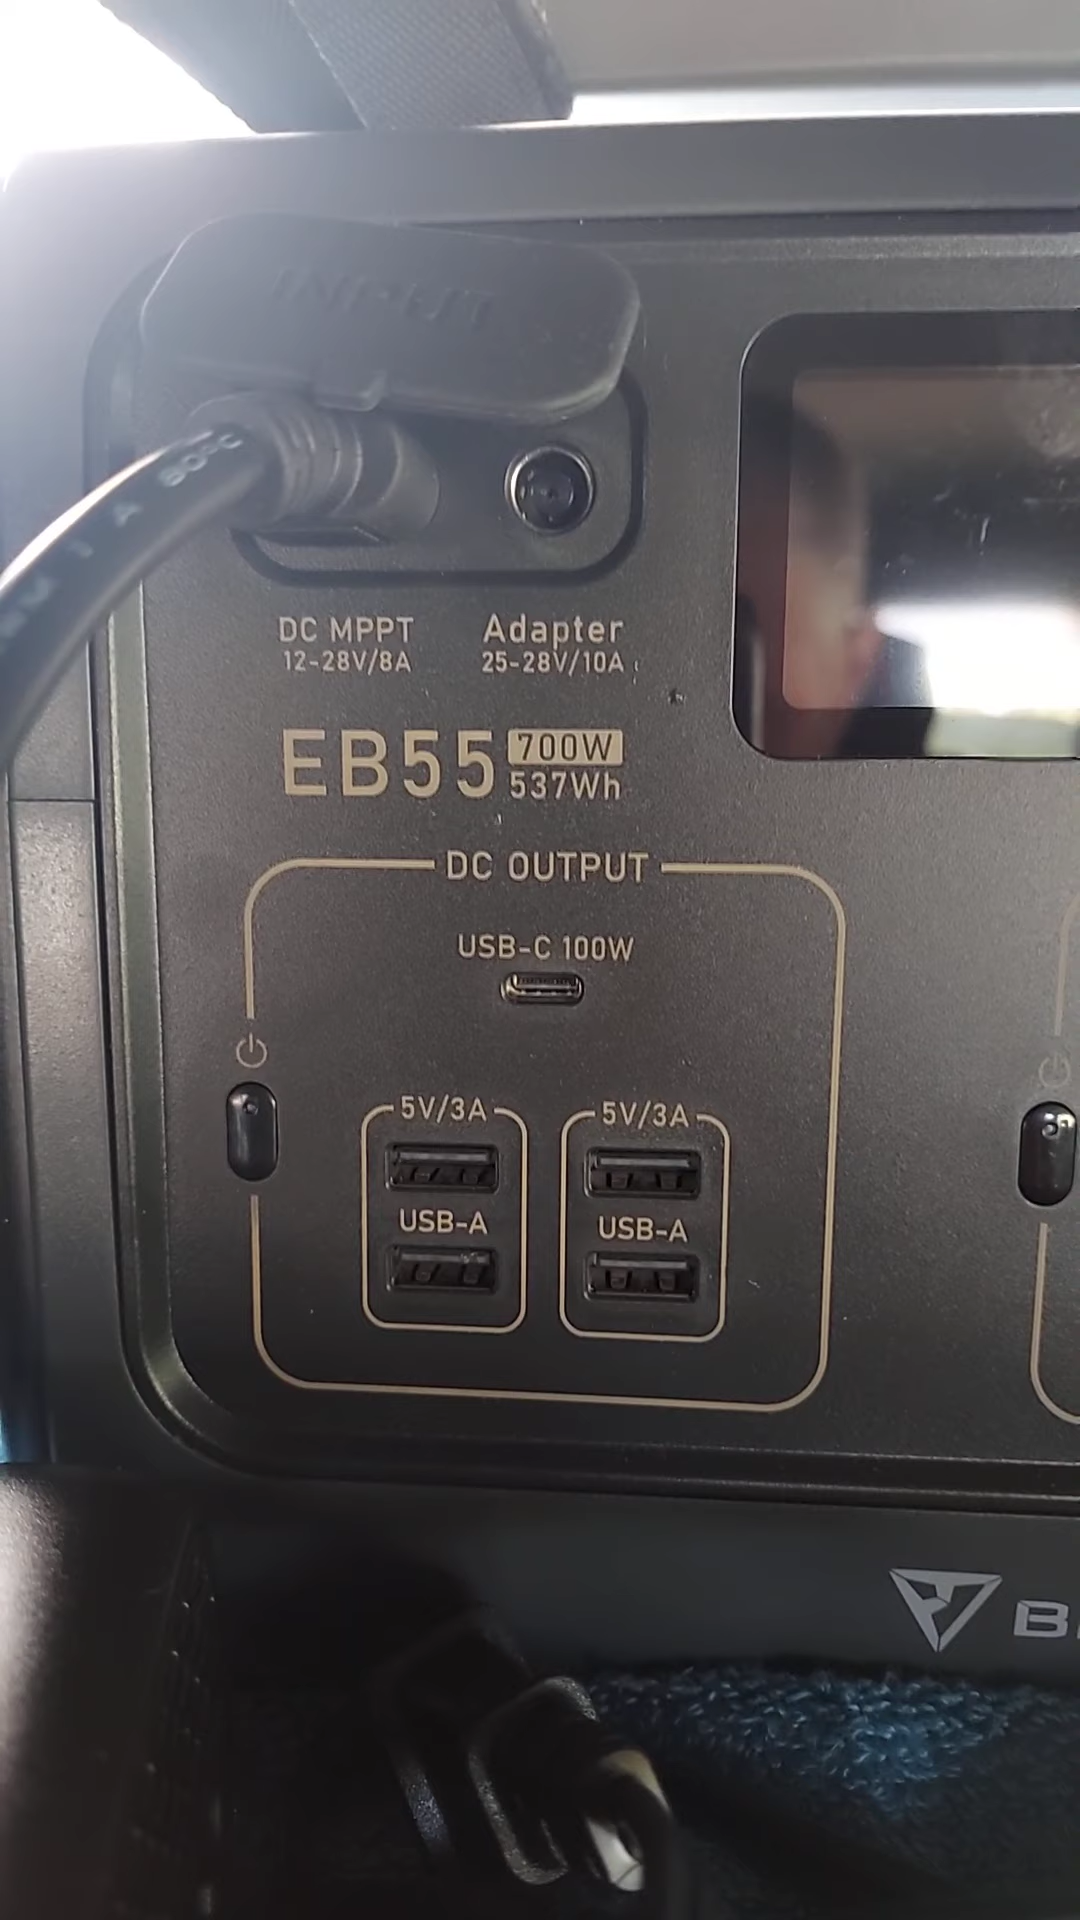 INPUT
DC MPPT
12-28V/8A
Adapter
25-28V/10A
EB55
700W
537Wh
DC OUTPUT
USB-C 100W
5V/3A
USB-A
5V/3A
USB-A